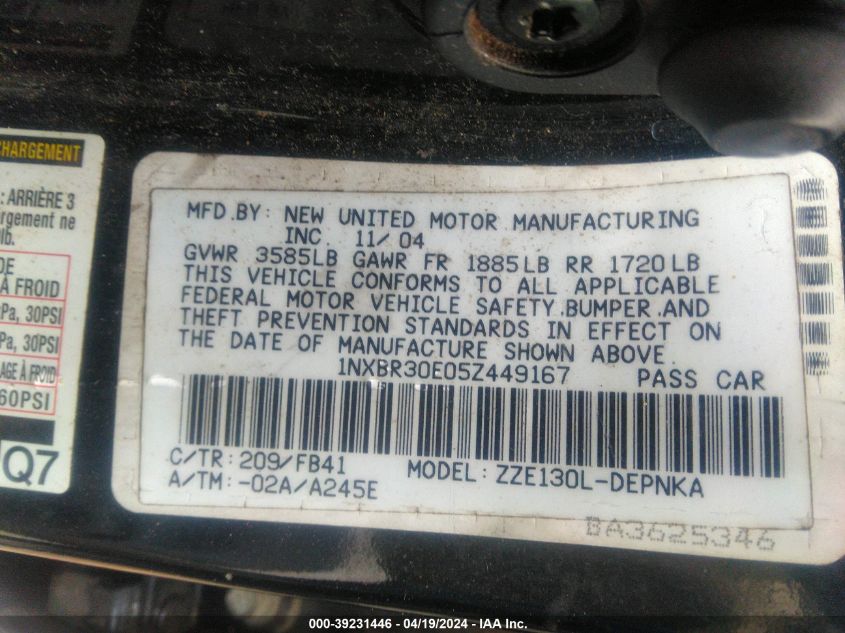 CHARGEMENT
: ARRIÈRE 3
argement ne
DE
À FROID
Pa, 30PSI
Pa, 30PSI
LAGE À FROID
60PSI
Q7
MFD.BY: NEW UNITED MOTOR MANUFACTURING
INC. 11/04
GVWR 3585LB GAWR FR 1885LB RR 1720LB
THIS VEHICLE CONFORMS TO ALL APPLICABLE
FEDERAL MOTOR VEHICLE SAFETY,BUMPER,AND
THEFT PREVENTION STANDARDS IN EFFECT ON
THE DATE OF MANUFACTURE SHOWN ABOVE.
1NXBR30E05Z449167 PASS CAR
C/TR: 209/FB41 MODEL: ZZE130L-DEPNKA
A/TM: -02A/A245E
BA3625346
000-39231446 - 04/19/2024 - IAA Inc.